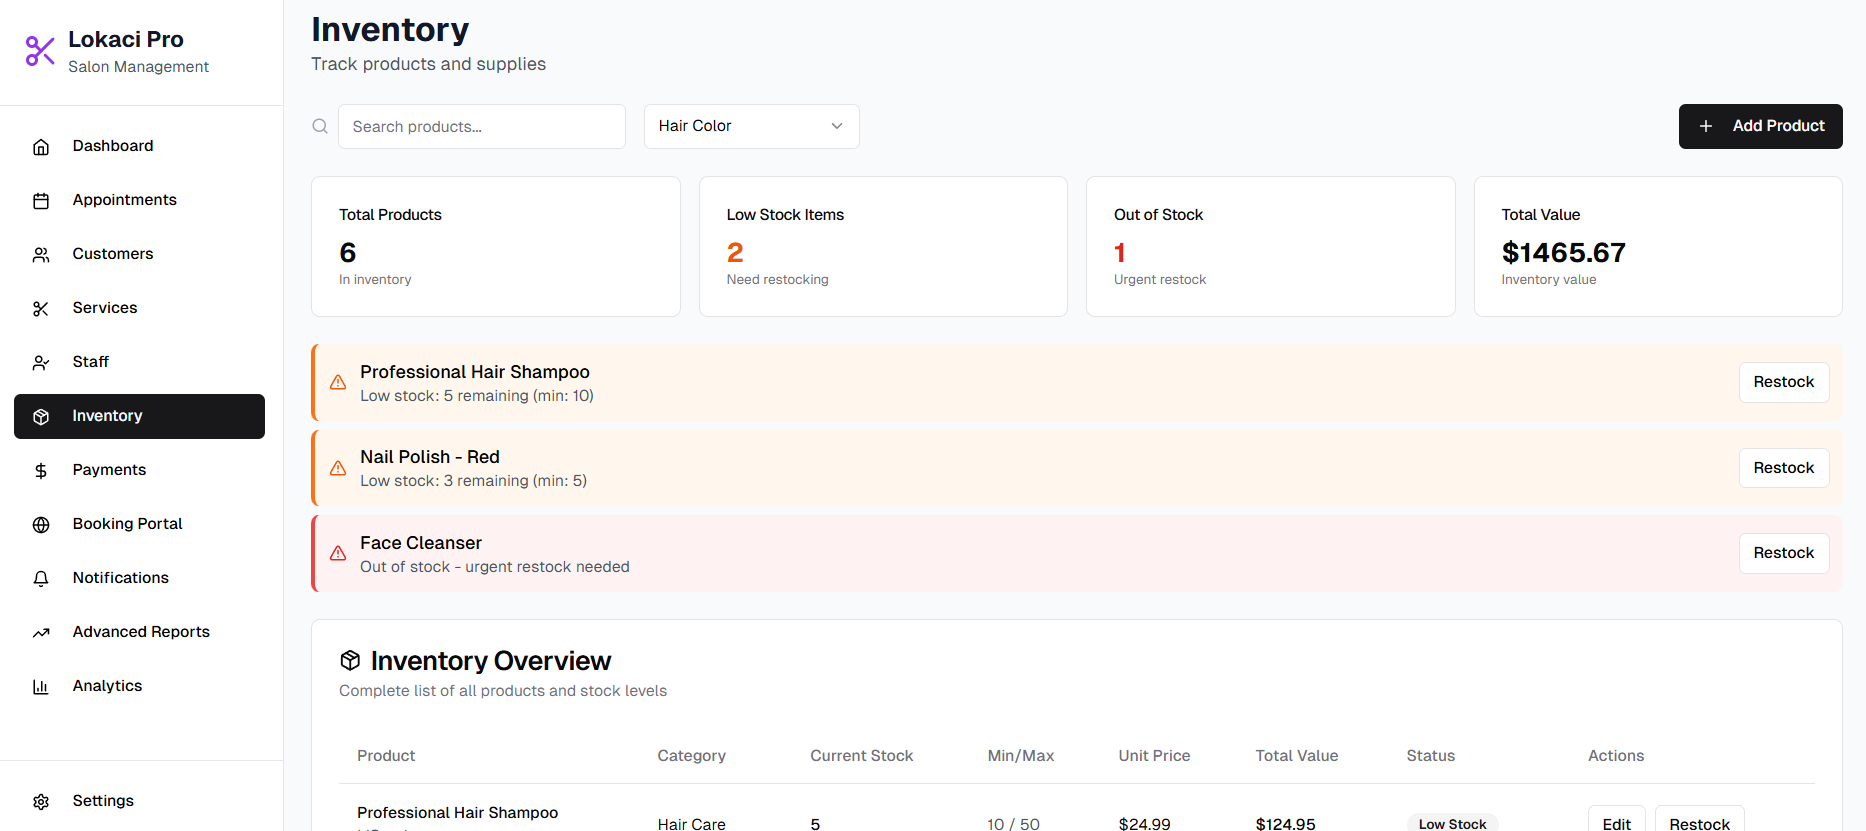 Lokaci Pro
Salon Management
Dashboard
Appointments
Customers
Services
Staff
Inventory
Payments
Booking Portal
Notifications
Advanced Reports
Analytics
Settings
Inventory
Track products and supplies
Search products...
Hair Color
Add Product
Total Products
6
In inventory
Low Stock Items
2
Need restocking
Out of Stock
1
Urgent restock
Total Value
$1465.67
Inventory value
Professional Hair Shampoo
Low stock: 5 remaining (min: 10)
Restock
Nail Polish - Red
Low stock: 3 remaining (min: 5)
Restock
Face Cleanser
Out of stock - urgent restock needed
Restock
Inventory Overview
Complete list of all products and stock levels
Product Category Current Stock Min/Max Unit Price Total Value Status Actions
Professional Hair Shampoo
Hair Care 5 10 / 50 $24.99 $124.95 Low Stock Edit Restock